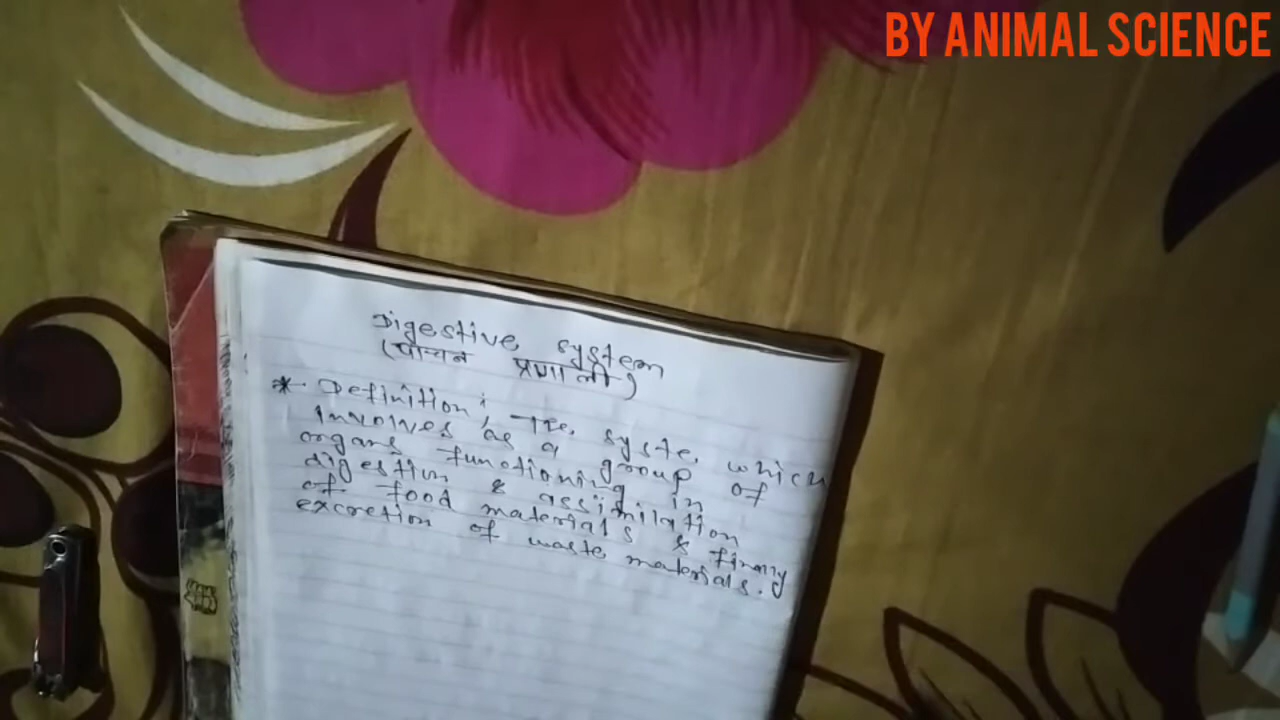 BY ANIMAL SCIENCE
Digestive system
(पाचन प्रणाली)
* Definition; The syste, which
involves as a group of
organs functioning in
digestion & assimilation
of food materials & finaly
excretion of waste materials.